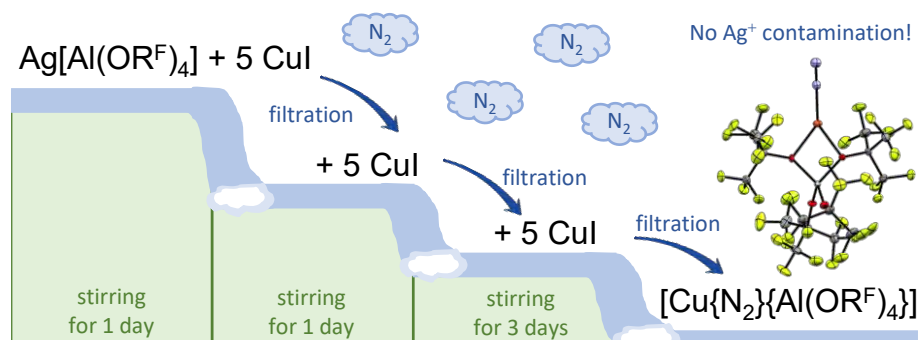 N₂
N₂
No Ag⁺ contamination!
Ag[Al(ORᶠ)₄] + 5 CuI
filtration
N₂
N₂
+ 5 CuI
filtration
+ 5 CuI
filtration
[Cu{N₂}{Al(ORᶠ)₄}]
stirring
for 1 day
stirring
for 1 day
stirring
for 3 days